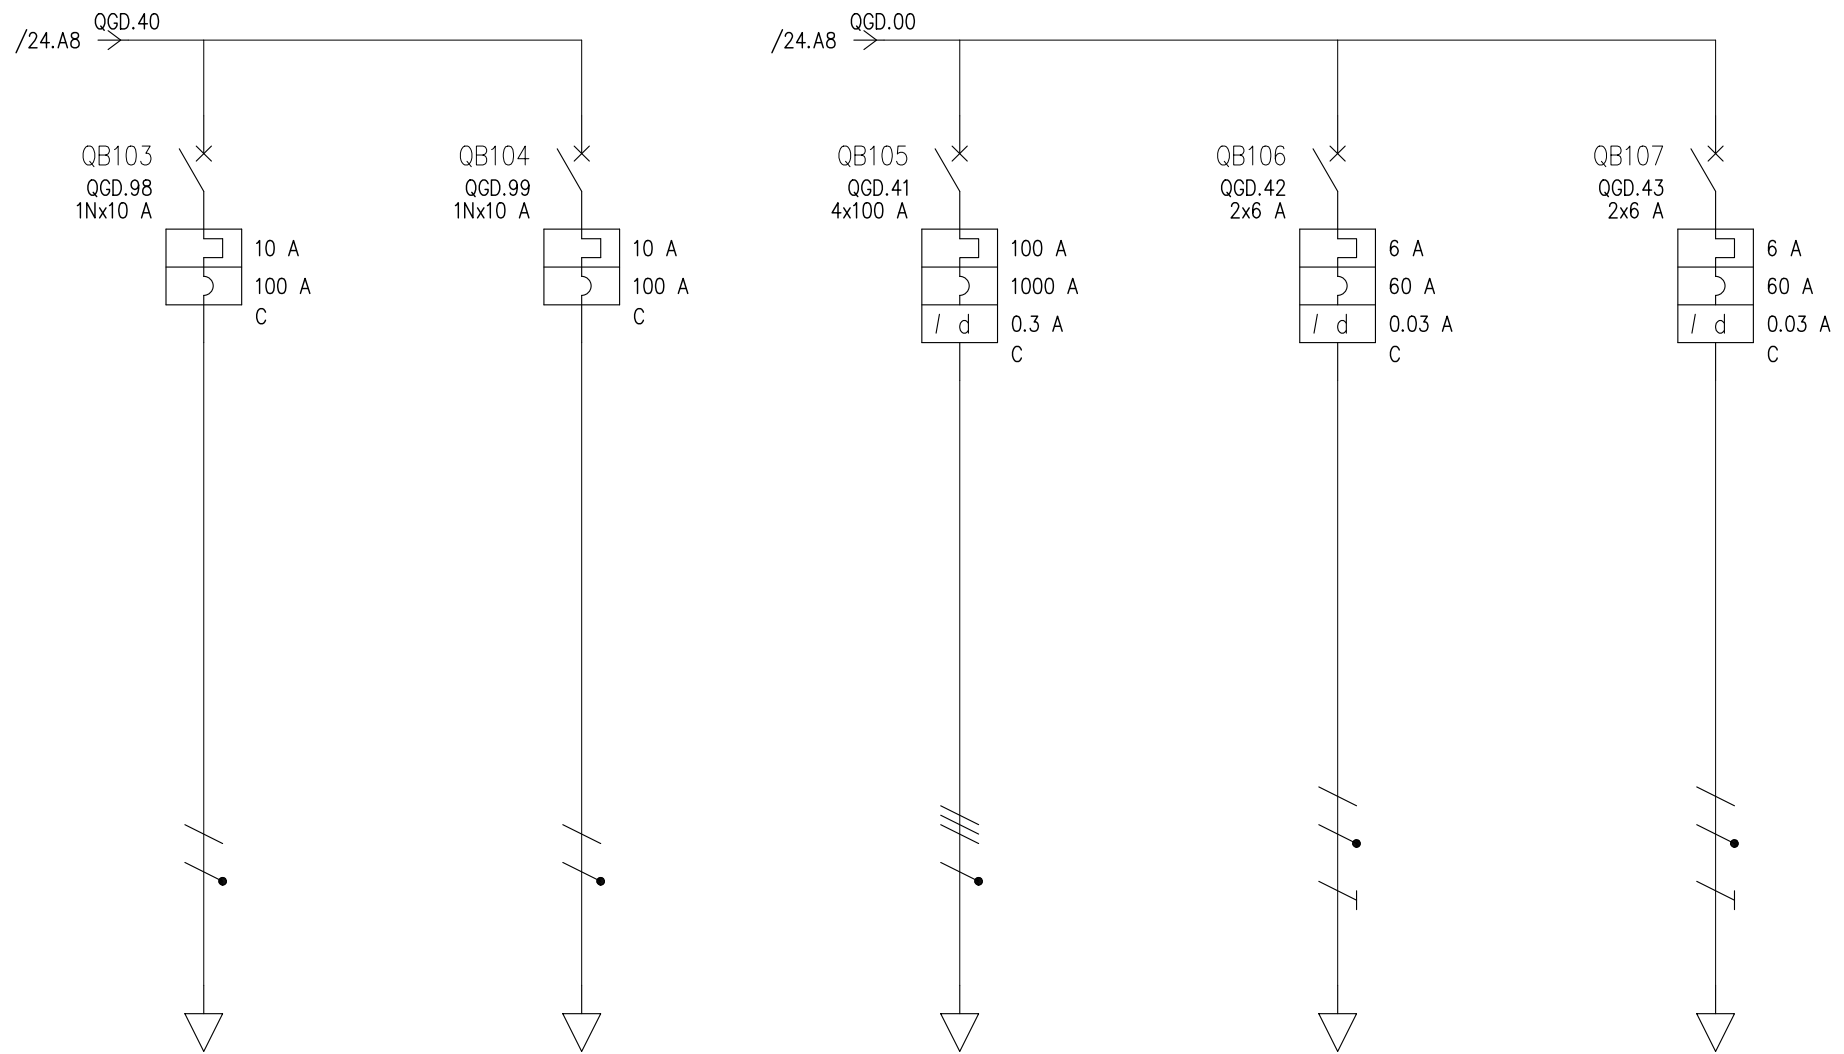 QGD.40
/24.A8
QGD.00
/24.A8
QB103
QGD.98
1Nx10 A
10 A
100 A
C
QB104
QGD.99
1Nx10 A
10 A
100 A
C
QB105
QGD.41
4x100 A
100 A
1000 A
I d
0.3 A
C
QB106
QGD.42
2x6 A
6 A
60 A
I d
0.03 A
C
QB107
QGD.43
2x6 A
6 A
60 A
I d
0.03 A
C